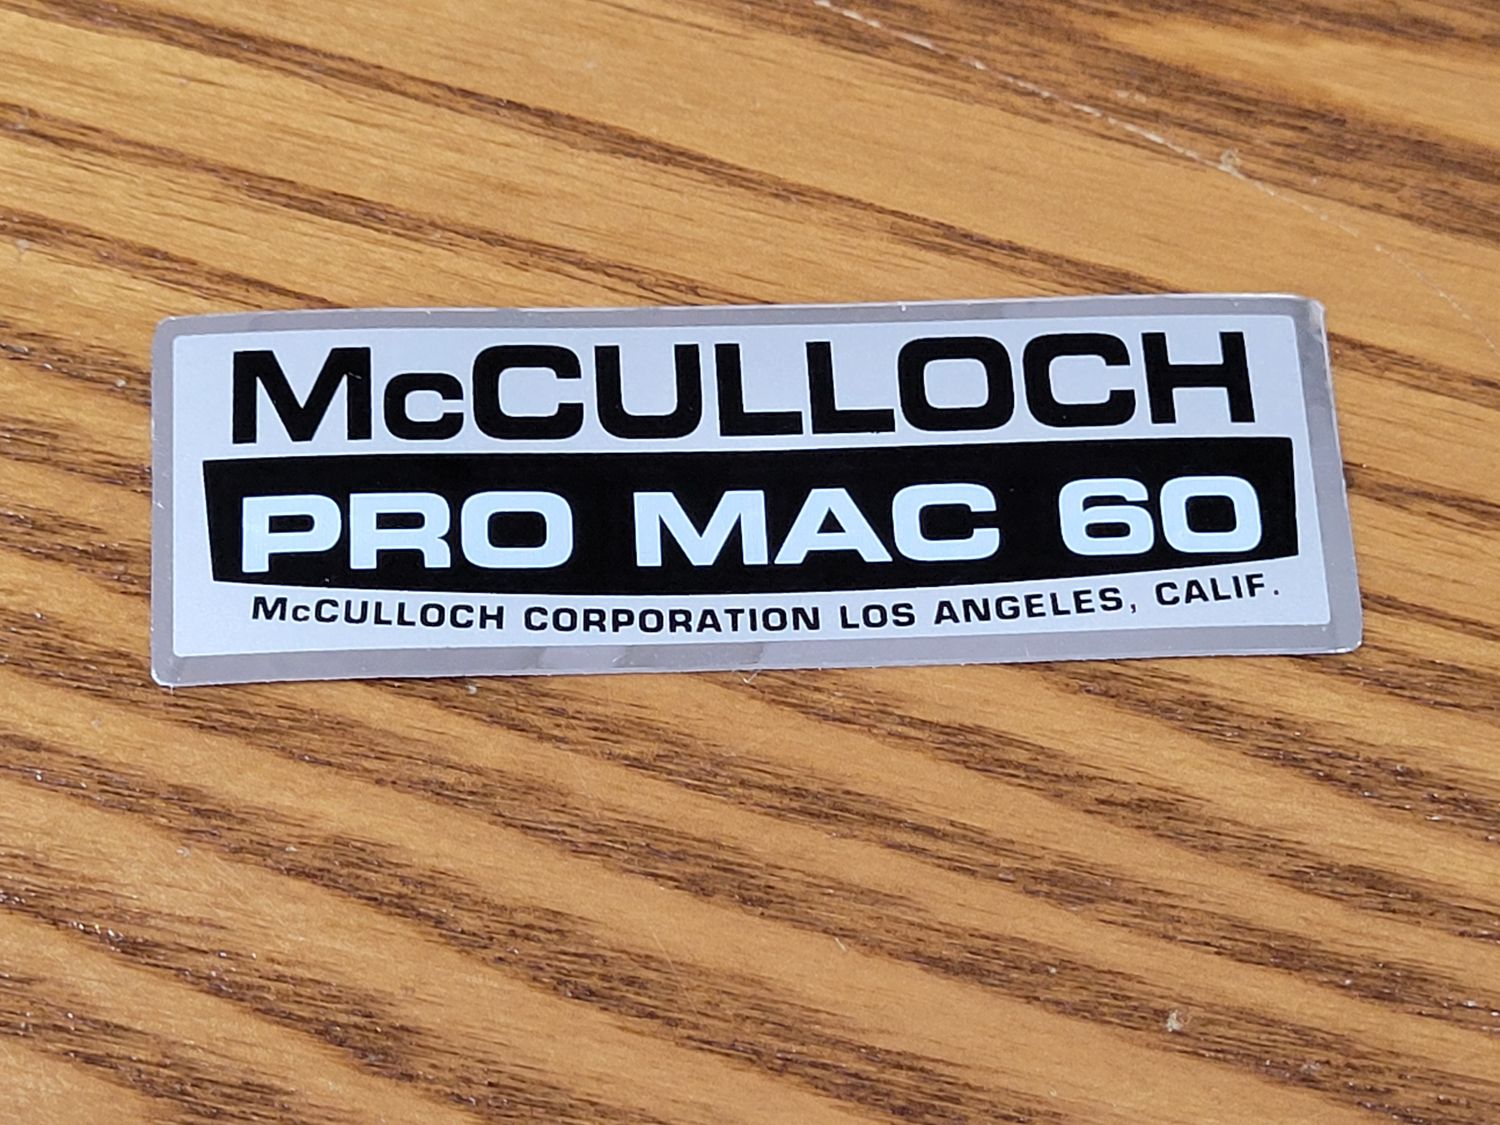 McCULLOCH
PRO MAC 60
McCULLOCH CORPORATION LOS ANGELES, CALIF.